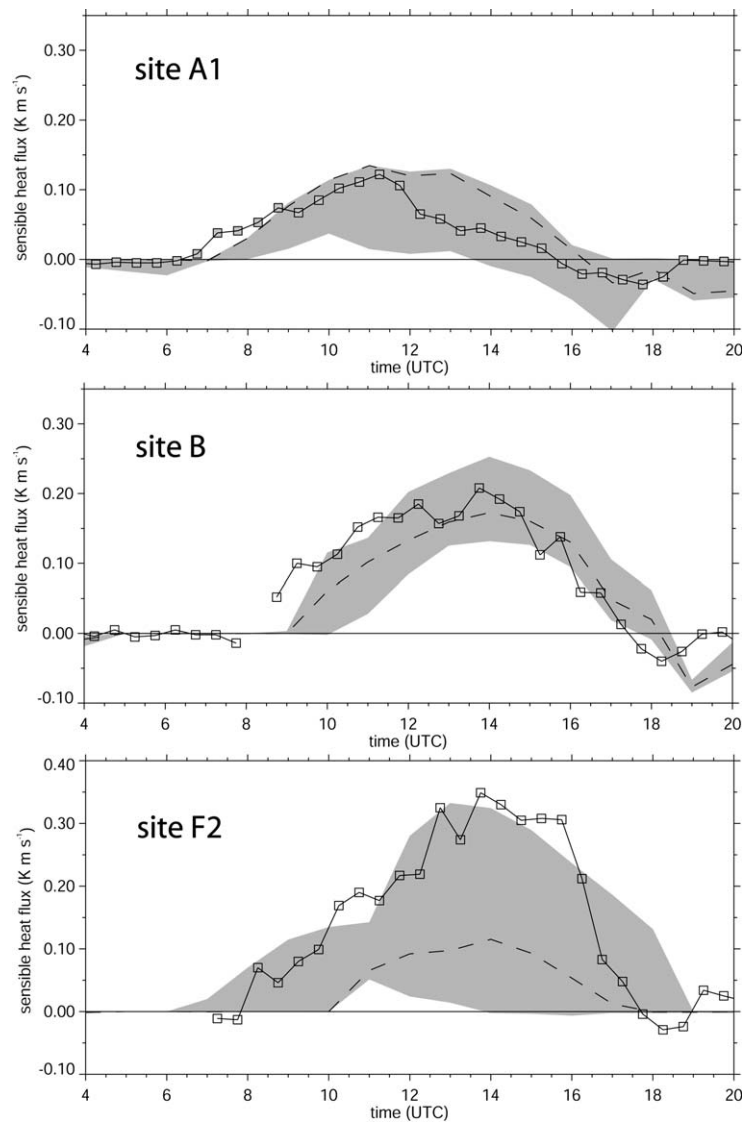 site A1
sensible heat flux (K m s⁻¹)
0.30
0.20
0.10
0.00
-0.10
4 6 8 10 12 14 16 18 20
time (UTC)
site B
sensible heat flux (K m s⁻¹)
0.30
0.20
0.10
0.00
-0.10
4 6 8 10 12 14 16 18 20
time (UTC)
site F2
sensible heat flux (K m s⁻¹)
0.40
0.30
0.20
0.10
0.00
-0.10
4 6 8 10 12 14 16 18 20
time (UTC)